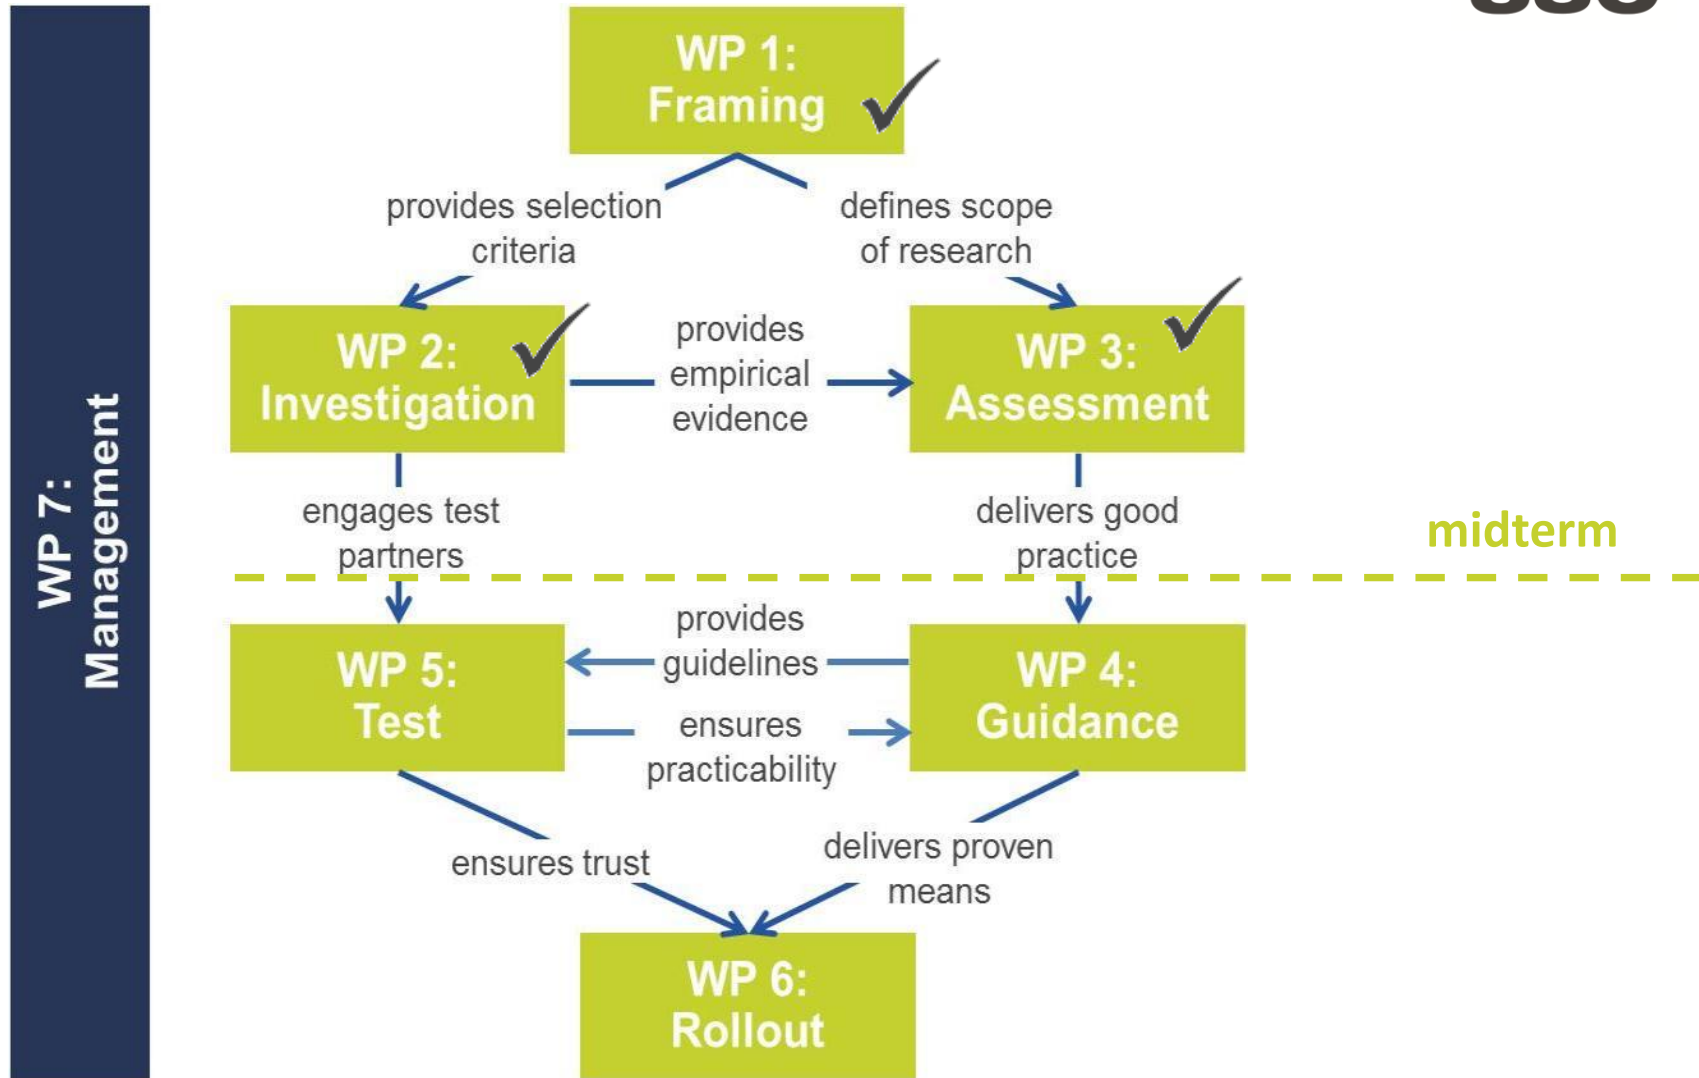 WP 1:
Framing
provides selection
criteria
defines scope
of research
WP 2:
Investigation
provides
empirical
evidence
WP 3:
Assessment
WP 7:
Management
engages test
partners
delivers good
practice
midterm
WP 5:
Test
provides
guidelines
ensures
practicability
WP 4:
Guidance
ensures trust
delivers proven
means
WP 6:
Rollout